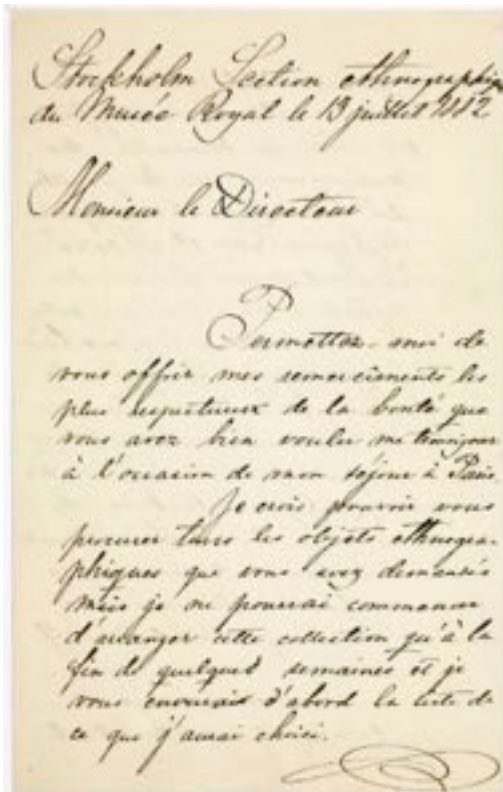 Stockholm Section ethnographique
du Musée Royal le 13 juillet 1882
Monsieur le Directeur
Permettez-moi de
vous offrir mes remerciements les
plus respectueux de la bonté que
vous avez bien voulu me témoigner
à l'occasion de mon séjour à Paris.
Je crois pouvoir vous
procurer tous les objets ethnogra-
phiques que vous avez demandés
mais je ne pourrai commencer
d'arranger cette collection qu'à la
fin de quelques semaines et je
vous enverrais d'abord la liste de
ce que j'aurai choisi.